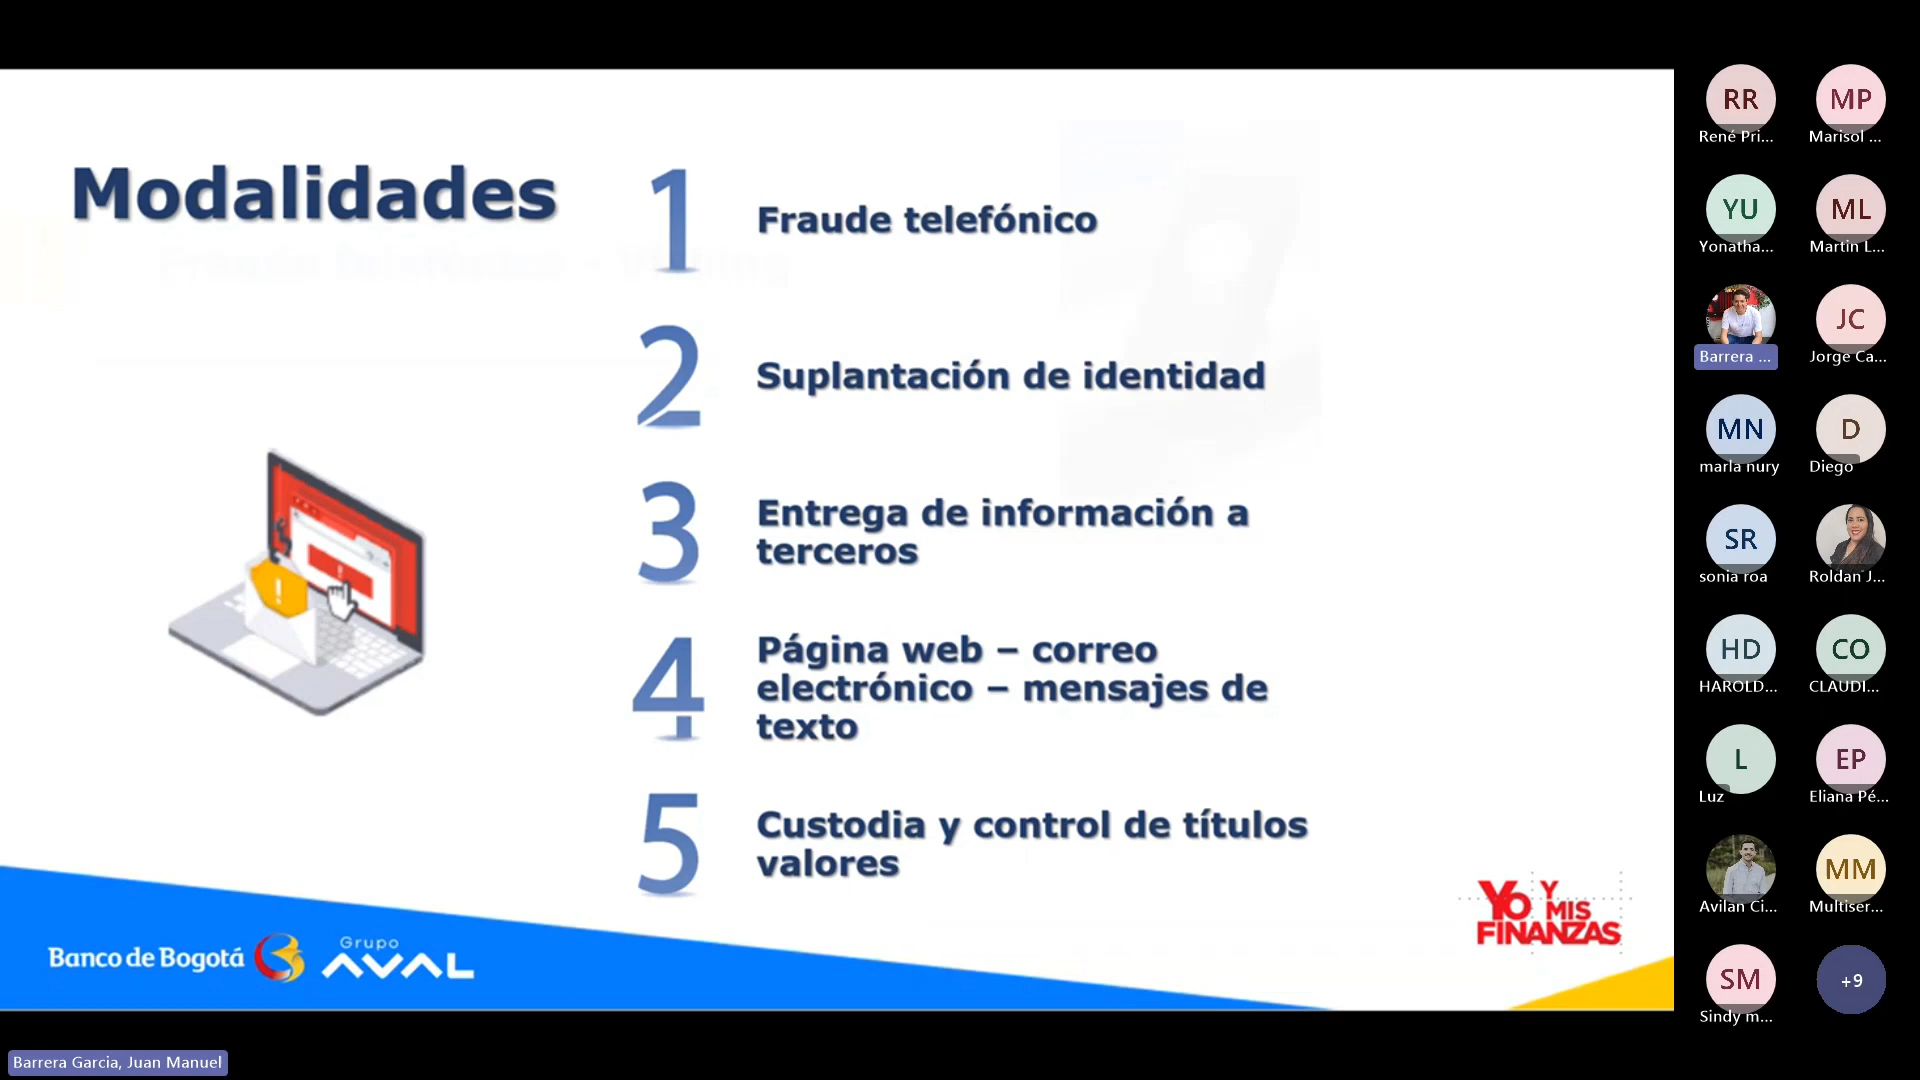 Modalidades
1
Fraude telefónico
2
Suplantación de identidad
3
Entrega de información a
terceros
4
Página web – correo
electrónico – mensajes de
texto
5
Custodia y control de títulos
valores
Banco de Bogotá
Grupo
AVAL
YO Y
MIS
FINANZAS
Barrera Garcia, Juan Manuel
RR
René Pri...
MP
Marisol ...
YU
Yonatha...
ML
Martin L...
Barrera ...
JC
Jorge Ca...
MN
marla nury
D
Diego
SR
sonia roa
Roldan J...
HD
HAROLD...
CO
CLAUDI...
L
Luz
EP
Eliana Pé...
Avilan Ci...
MM
Multiser...
SM
Sindy m...
+9